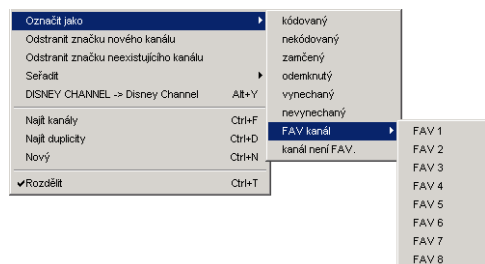 Označit jako
Odstranit značku nového kanálu
Odstranit značku neexistujícího kanálu
Seřadit
DISNEY CHANNEL -> Disney Channel Alt+Y
Najít kanály Ctrl+F
Najít duplicity Ctrl+D
Nový Ctrl+N
✔Rozdělit Ctrl+T
kódovaný
nekódovaný
zamčený
odemknutý
vynechaný
nevynechaný
FAV kanál
kanál není FAV.
FAV 1
FAV 2
FAV 3
FAV 4
FAV 5
FAV 6
FAV 7
FAV 8